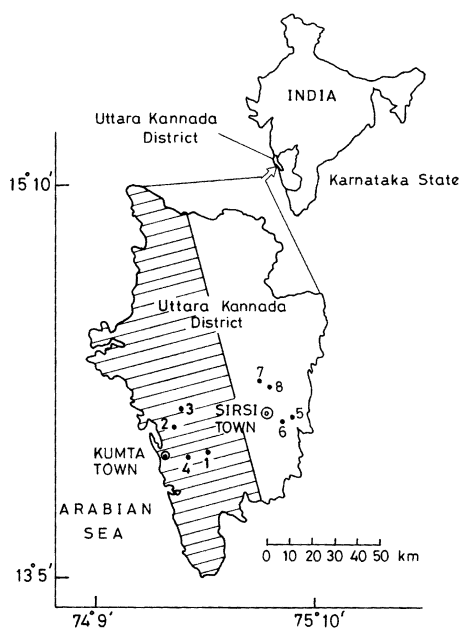 INDIA
Uttara Kannada
District
Karnataka State
15°10'
Uttara Kannada
District
7
8
3
SIRSI
TOWN
5
2
6
KUMTA
TOWN
4
1
ARABIAN
SEA
0 10 20 30 40 50
km
13°5'
74°9'
75°10'